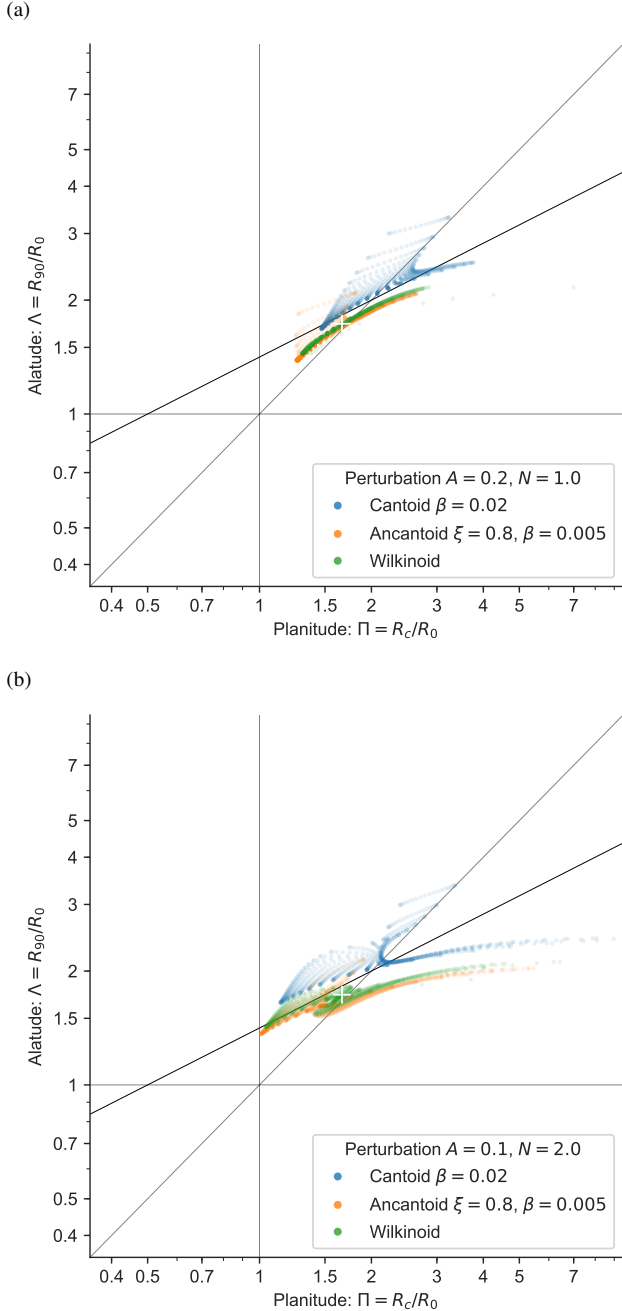 (a)
7
5
4
3
2
1.5
1
0.7
0.5
0.4
Alatude: Λ = R₉₀/R₀
Perturbation A = 0.2, N = 1.0
Cantoid β = 0.02
Ancantoid ξ = 0.8, β = 0.005
Wilkinoid
0.4 0.5 0.7 1 1.5 2 3 4 5 7
Planitude: Π = R_c/R₀
(b)
7
5
4
3
2
1.5
1
0.7
0.5
0.4
Alatude: Λ = R₉₀/R₀
Perturbation A = 0.1, N = 2.0
Cantoid β = 0.02
Ancantoid ξ = 0.8, β = 0.005
Wilkinoid
0.4 0.5 0.7 1 1.5 2 3 4 5 7
Planitude: Π = R_c/R₀